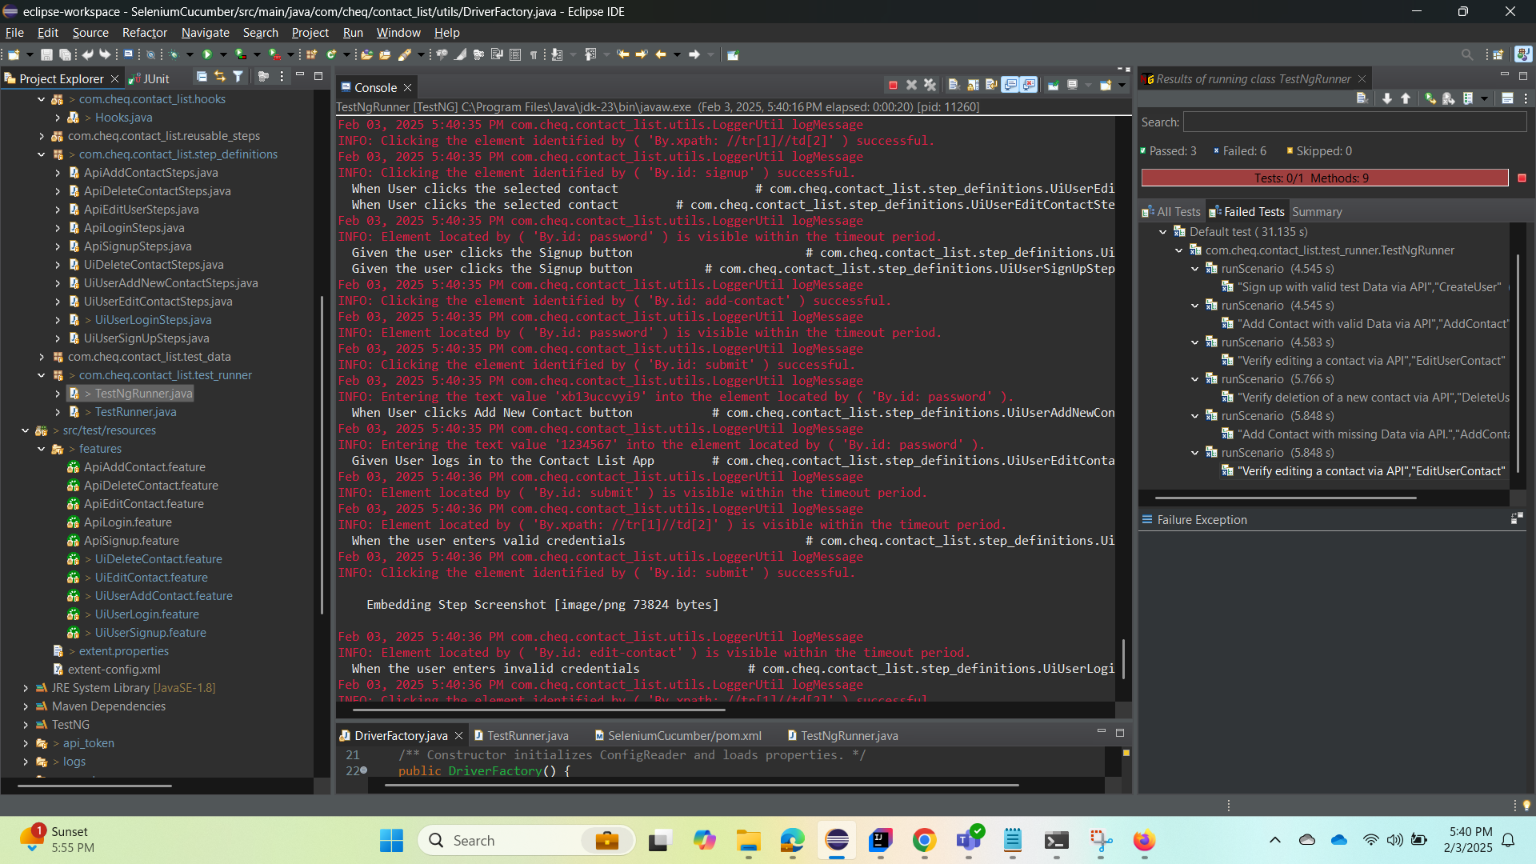 eclipse-workspace - SeleniumCucumber/src/main/java/com/cheq/contact_list/utils/DriverFactory.java - Eclipse IDE
File Edit Source Refactor Navigate Search Project Run Window Help
Project Explorer
JUnit
> com.cheq.contact_list.hooks
> Hooks.java
com.cheq.contact_list.reusable_steps
> com.cheq.contact_list.step_definitions
ApiAddContactSteps.java
ApiDeleteContactSteps.java
ApiEditUserSteps.java
ApiLoginSteps.java
ApiSignupSteps.java
UiDeleteContactSteps.java
UiUserAddNewContactSteps.java
UiUserEditContactSteps.java
> UiUserLoginSteps.java
UiUserSignUpSteps.java
com.cheq.contact_list.test_data
> com.cheq.contact_list.test_runner
> TestNgRunner.java
> TestRunner.java
> src/test/resources
> features
ApiAddContact.feature
ApiDeleteContact.feature
ApiEditContact.feature
ApiLogin.feature
ApiSignup.feature
> UiDeleteContact.feature
> UiEditContact.feature
> UiUserAddContact.feature
> UiUserLogin.feature
> UiUserSignup.feature
> extent.properties
extent-config.xml
JRE System Library [JavaSE-1.8]
Maven Dependencies
TestNG
> api_token
> logs
Console
TestNgRunner [TestNG] C:\Program Files\Java\jdk-23\bin\javaw.exe (Feb 3, 2025, 5:40:16 PM elapsed: 0:00:20) [pid: 11260]
Feb 03, 2025 5:40:35 PM com.cheq.contact_list.utils.LoggerUtil logMessage
INFO: Clicking the element identified by ( 'By.xpath: //tr[1]//td[2]' ) successful.
Feb 03, 2025 5:40:35 PM com.cheq.contact_list.utils.LoggerUtil logMessage
INFO: Clicking the element identified by ( 'By.id: signup' ) successful.
When User clicks the selected contact # com.cheq.contact_list.step_definitions.UiUserEdi
When User clicks the selected contact # com.cheq.contact_list.step_definitions.UiUserEditContactSte
Feb 03, 2025 5:40:35 PM com.cheq.contact_list.utils.LoggerUtil logMessage
INFO: Element located by ( 'By.id: password' ) is visible within the timeout period.
Given the user clicks the Signup button # com.cheq.contact_list.step_definitions.Ui
Given the user clicks the Signup button # com.cheq.contact_list.step_definitions.UiUserSignUpStep
Feb 03, 2025 5:40:35 PM com.cheq.contact_list.utils.LoggerUtil logMessage
INFO: Clicking the element identified by ( 'By.id: add-contact' ) successful.
Feb 03, 2025 5:40:35 PM com.cheq.contact_list.utils.LoggerUtil logMessage
INFO: Element located by ( 'By.id: password' ) is visible within the timeout period.
Feb 03, 2025 5:40:35 PM com.cheq.contact_list.utils.LoggerUtil logMessage
INFO: Clicking the element identified by ( 'By.id: submit' ) successful.
Feb 03, 2025 5:40:35 PM com.cheq.contact_list.utils.LoggerUtil logMessage
INFO: Entering the text value 'xb13uccvyi9' into the element located by ( 'By.id: password' ).
When User clicks Add New Contact button # com.cheq.contact_list.step_definitions.UiUserAddNewCon
Feb 03, 2025 5:40:35 PM com.cheq.contact_list.utils.LoggerUtil logMessage
INFO: Entering the text value '1234567' into the element located by ( 'By.id: password' ).
Given User logs in to the Contact List App # com.cheq.contact_list.step_definitions.UiUserEditConta
Feb 03, 2025 5:40:36 PM com.cheq.contact_list.utils.LoggerUtil logMessage
INFO: Element located by ( 'By.id: submit' ) is visible within the timeout period.
Feb 03, 2025 5:40:36 PM com.cheq.contact_list.utils.LoggerUtil logMessage
INFO: Element located by ( 'By.xpath: //tr[1]//td[2]' ) is visible within the timeout period.
When the user enters valid credentials # com.cheq.contact_list.step_definitions.Ui
Feb 03, 2025 5:40:36 PM com.cheq.contact_list.utils.LoggerUtil logMessage
INFO: Clicking the element identified by ( 'By.id: submit' ) successful.
Embedding Step Screenshot [image/png 73824 bytes]
Feb 03, 2025 5:40:36 PM com.cheq.contact_list.utils.LoggerUtil logMessage
INFO: Element located by ( 'By.id: edit-contact' ) is visible within the timeout period.
When the user enters invalid credentials # com.cheq.contact_list.step_definitions.UiUserLogi
Feb 03, 2025 5:40:36 PM com.cheq.contact_list.utils.LoggerUtil logMessage
INFO: Clicking the element identified by ( 'By.xpath: //tr[1]//td[2]' ) successful.
DriverFactory.java
TestRunner.java
SeleniumCucumber/pom.xml
TestNgRunner.java
21 /** Constructor initializes ConfigReader and loads properties. */
22 public DriverFactory() {
Results of running class TestNgRunner
Search:
Passed: 3 Failed: 6 Skipped: 0
Tests: 0/1 Methods: 9
All Tests Failed Tests Summary
Default test ( 31.135 s)
com.cheq.contact_list.test_runner.TestNgRunner
runScenario (4.545 s)
"Sign up with valid test Data via API","CreateUser"
runScenario (4.545 s)
"Add Contact with valid Data via API","AddContact"
runScenario (4.583 s)
"Verify editing a contact via API","EditUserContact"
runScenario (5.766 s)
"Verify deletion of a new contact via API","DeleteUs
runScenario (5.848 s)
"Add Contact with missing Data via API.","AddConta
runScenario (5.848 s)
"Verify editing a contact via API","EditUserContact"
Failure Exception
1
Sunset
5:55 PM
Search
5:40 PM
2/3/2025